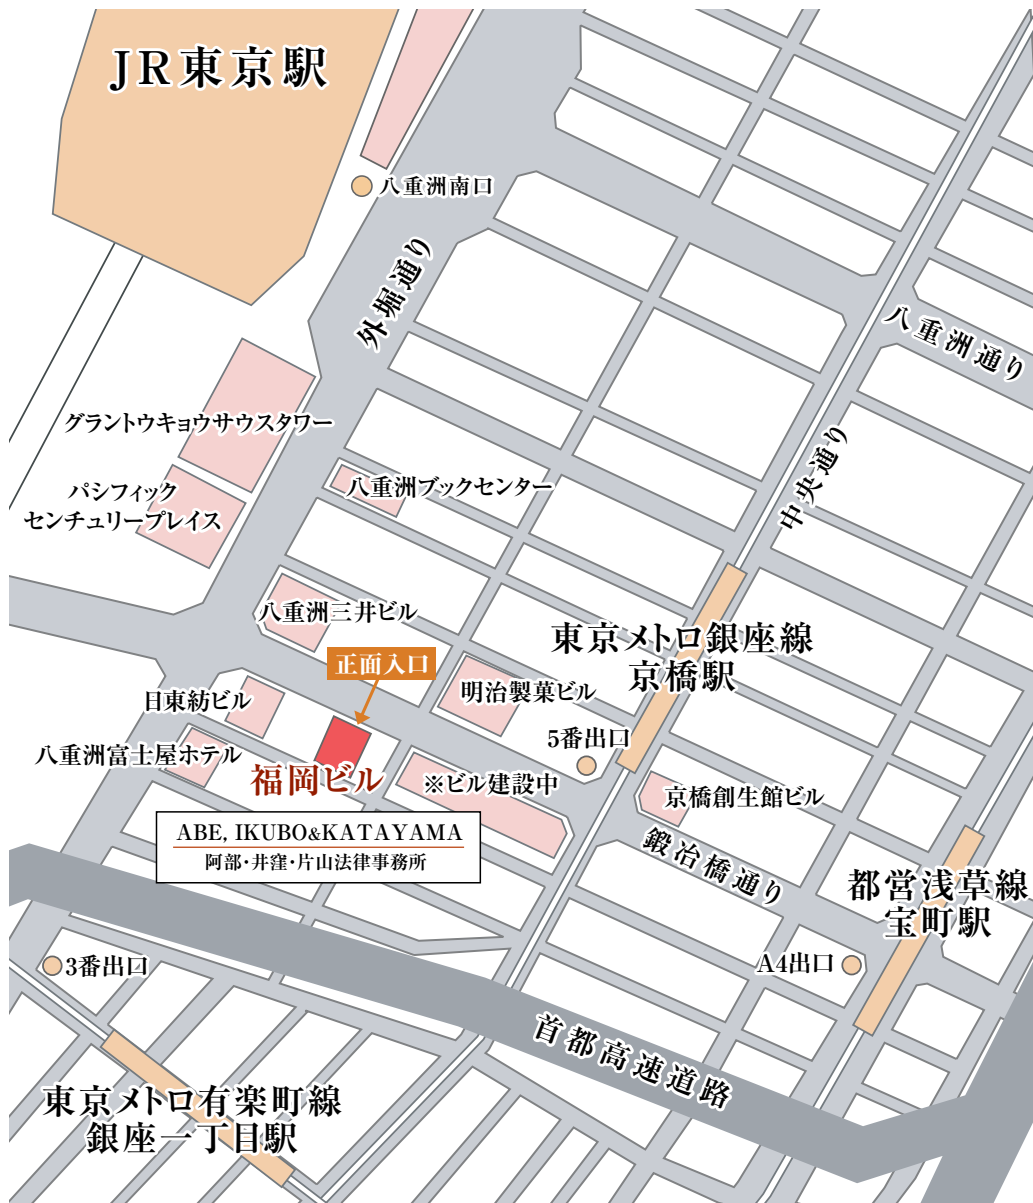 JR東京駅
八重洲南口
外堀通り
八重洲通り
グラントウキョウサウスタワー
中央通り
パシフィック
センチュリープレイス
八重洲ブックセンター
八重洲三井ビル
東京メトロ銀座線
京橋駅
正面入口
明治製菓ビル
日東紡ビル
5番出口
八重洲富士屋ホテル
福岡ビル
※ビル建設中
京橋創生館ビル
ABE, IKUBO&KATAYAMA
阿部・井窪・片山法律事務所
鍛冶橋通り
都営浅草線
宝町駅
3番出口
A4出口
首都高速道路
東京メトロ有楽町線
銀座一丁目駅